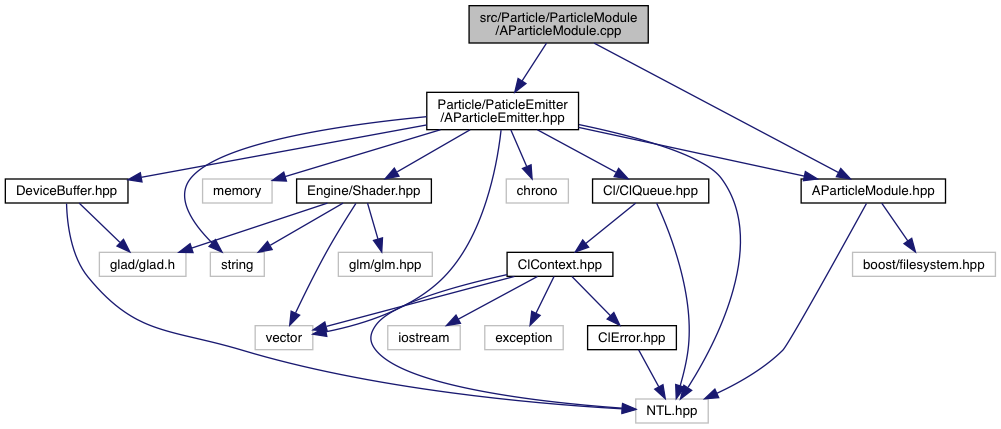 src/Particle/ParticleModule
/AParticleModule.cpp
Particle/PaticleEmitter
/AParticleEmitter.hpp
DeviceBuffer.hpp
memory
Engine/Shader.hpp
chrono
Cl/ClQueue.hpp
AParticleModule.hpp
glad/glad.h
string
glm/glm.hpp
ClContext.hpp
boost/filesystem.hpp
vector
iostream
exception
ClError.hpp
NTL.hpp